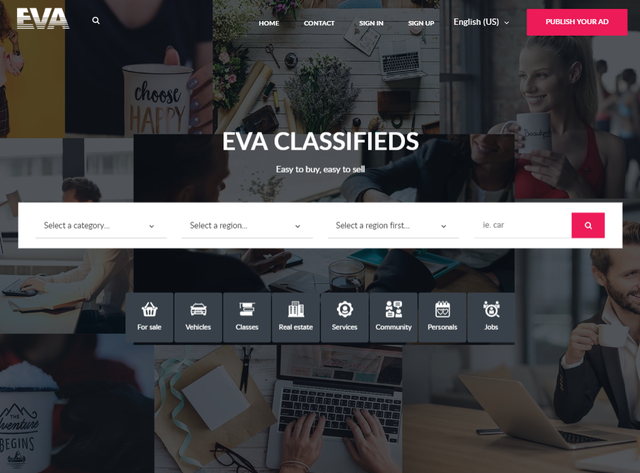 EVA
HOME
CONTACT
SIGN IN
SIGN UP
English (US)
PUBLISH YOUR AD
choose
HAPPY
EVA CLASSIFIEDS
Easy to buy, easy to sell
Select a category...
Select a region...
Select a region first...
ie. car
For sale
Vehicles
Classes
Real estate
Services
Community
Personals
Jobs
THE
adventure
BEGINS